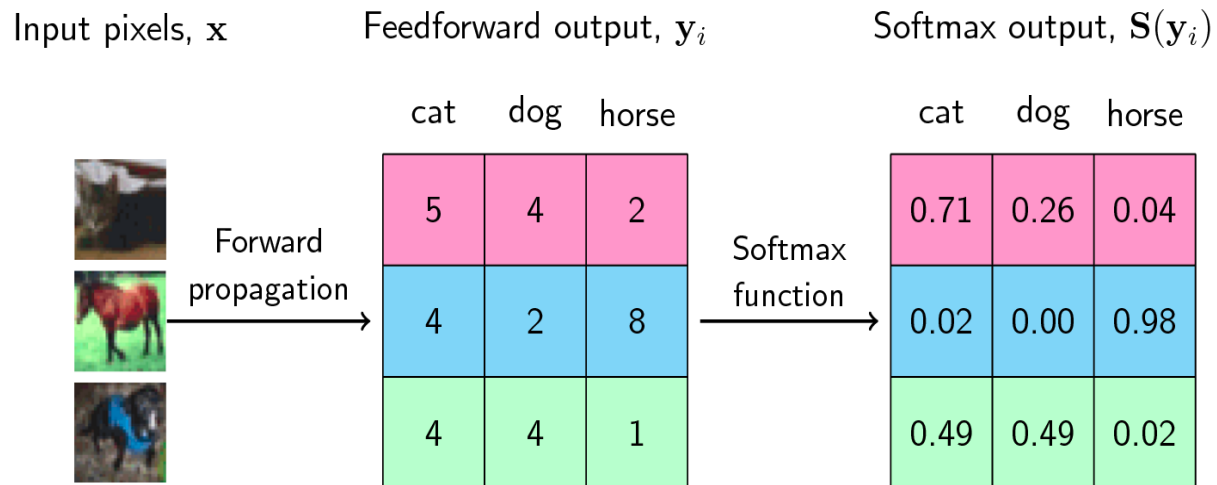 Input pixels, x
Feedforward output, yᵢ
Softmax output, S(yᵢ)
cat dog horse
cat dog horse
Forward
propagation
5 4 2
4 2 8
4 4 1
Softmax
function
0.71 0.26 0.04
0.02 0.00 0.98
0.49 0.49 0.02